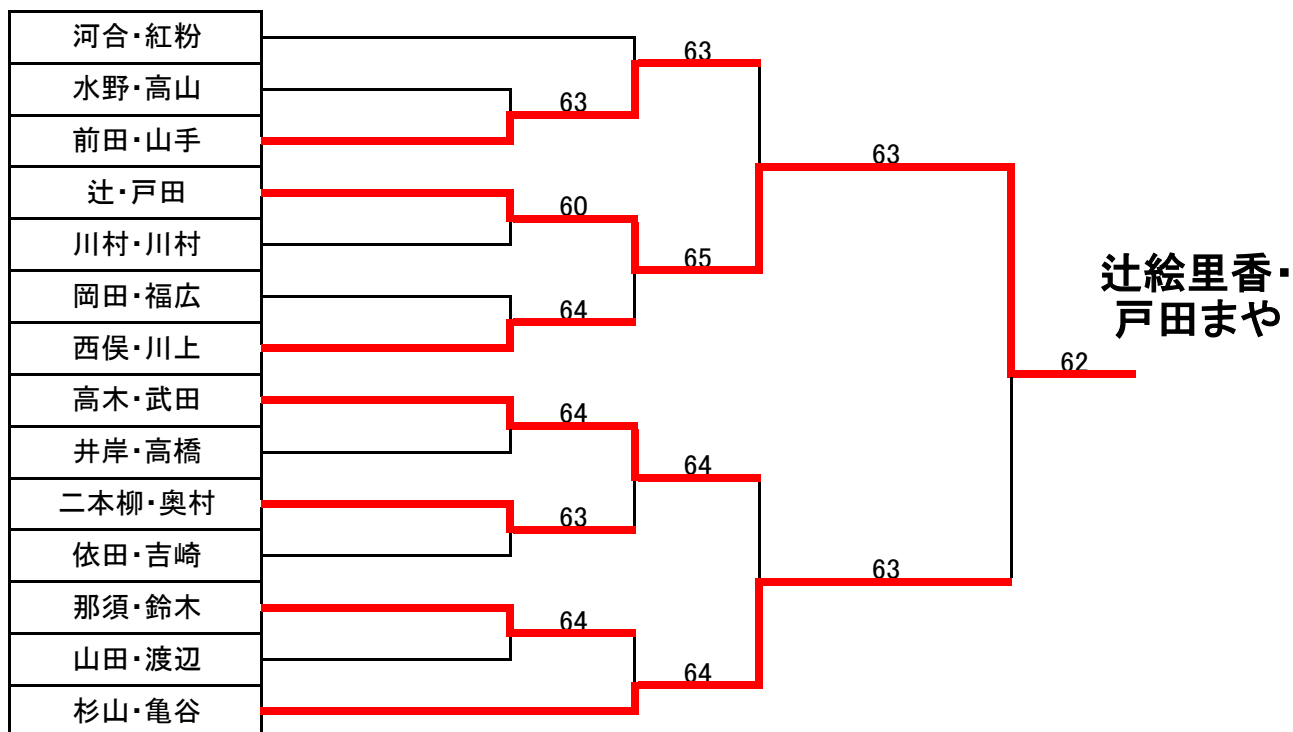 河合・紅粉
水野・高山
前田・山手
辻・戸田
川村・川村
岡田・福広
西俣・川上
高木・武田
井岸・高橋
二本柳・奥村
依田・吉崎
那須・鈴木
山田・渡辺
杉山・亀谷
63
60
64
64
63
64
63
65
64
64
63
63
62
辻絵里香・
戸田まや